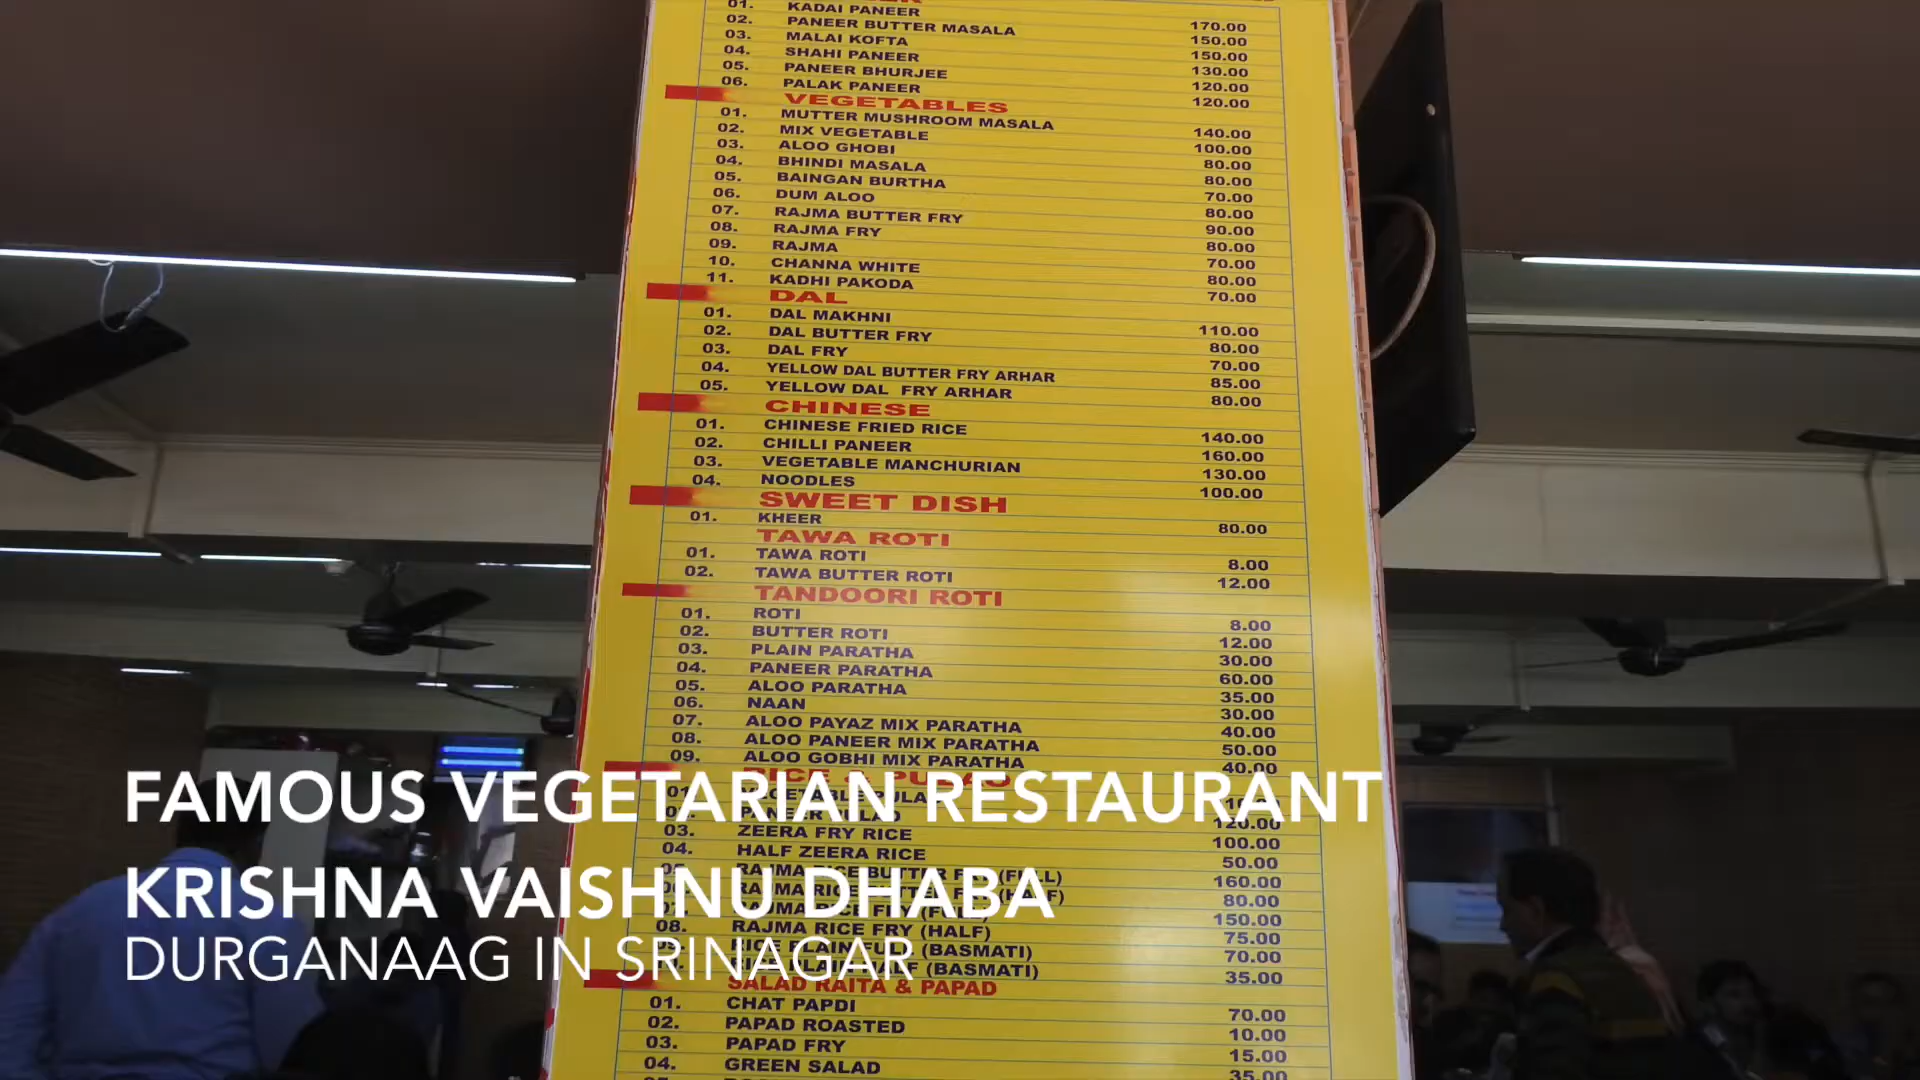 01. KADAI PANEER 170.00
02. PANEER BUTTER MASALA 150.00
03. MALAI KOFTA 150.00
04. SHAHI PANEER 130.00
05. PANEER BHURJEE 120.00
06. PALAK PANEER 120.00
VEGETABLES
01. MUTTER MUSHROOM MASALA 140.00
02. MIX VEGETABLE 100.00
03. ALOO GHOBI 80.00
04. BHINDI MASALA 80.00
05. BAINGAN BURTHA 70.00
06. DUM ALOO 80.00
07. RAJMA BUTTER FRY 90.00
08. RAJMA FRY 80.00
09. RAJMA 70.00
10. CHANNA WHITE 80.00
11. KADHI PAKODA 70.00
DAL
01. DAL MAKHNI 110.00
02. DAL BUTTER FRY 80.00
03. DAL FRY 70.00
04. YELLOW DAL BUTTER FRY ARHAR 85.00
05. YELLOW DAL FRY ARHAR 80.00
CHINESE
01. CHINESE FRIED RICE 140.00
02. CHILLI PANEER 160.00
03. VEGETABLE MANCHURIAN 130.00
04. NOODLES 100.00
SWEET DISH
01. KHEER 80.00
TAWA ROTI
01. TAWA ROTI 8.00
02. TAWA BUTTER ROTI 12.00
TANDOORI ROTI
01. ROTI 8.00
02. BUTTER ROTI 12.00
03. PLAIN PARATHA 30.00
04. PANEER PARATHA 60.00
05. ALOO PARATHA 35.00
06. NAAN 30.00
07. ALOO PAYAZ MIX PARATHA 40.00
08. ALOO PANEER MIX PARATHA 50.00
09. ALOO GOBHI MIX PARATHA 40.00
FAMOUS VEGETARIAN RESTAURANT
120.00
03. ZEERA FRY RICE 100.00
04. HALF ZEERA RICE 50.00
160.00
KRISHNA VAISHNU DHABA
80.00
150.00
08. RAJMA RICE FRY (HALF) 75.00
(BASMATI) 70.00
DURGANAAG IN SRINAGAR
(BASMATI) 35.00
SALAD RAITA & PAPAD
01. CHAT PAPDI 70.00
02. PAPAD ROASTED 10.00
03. PAPAD FRY 15.00
04. GREEN SALAD 35.00